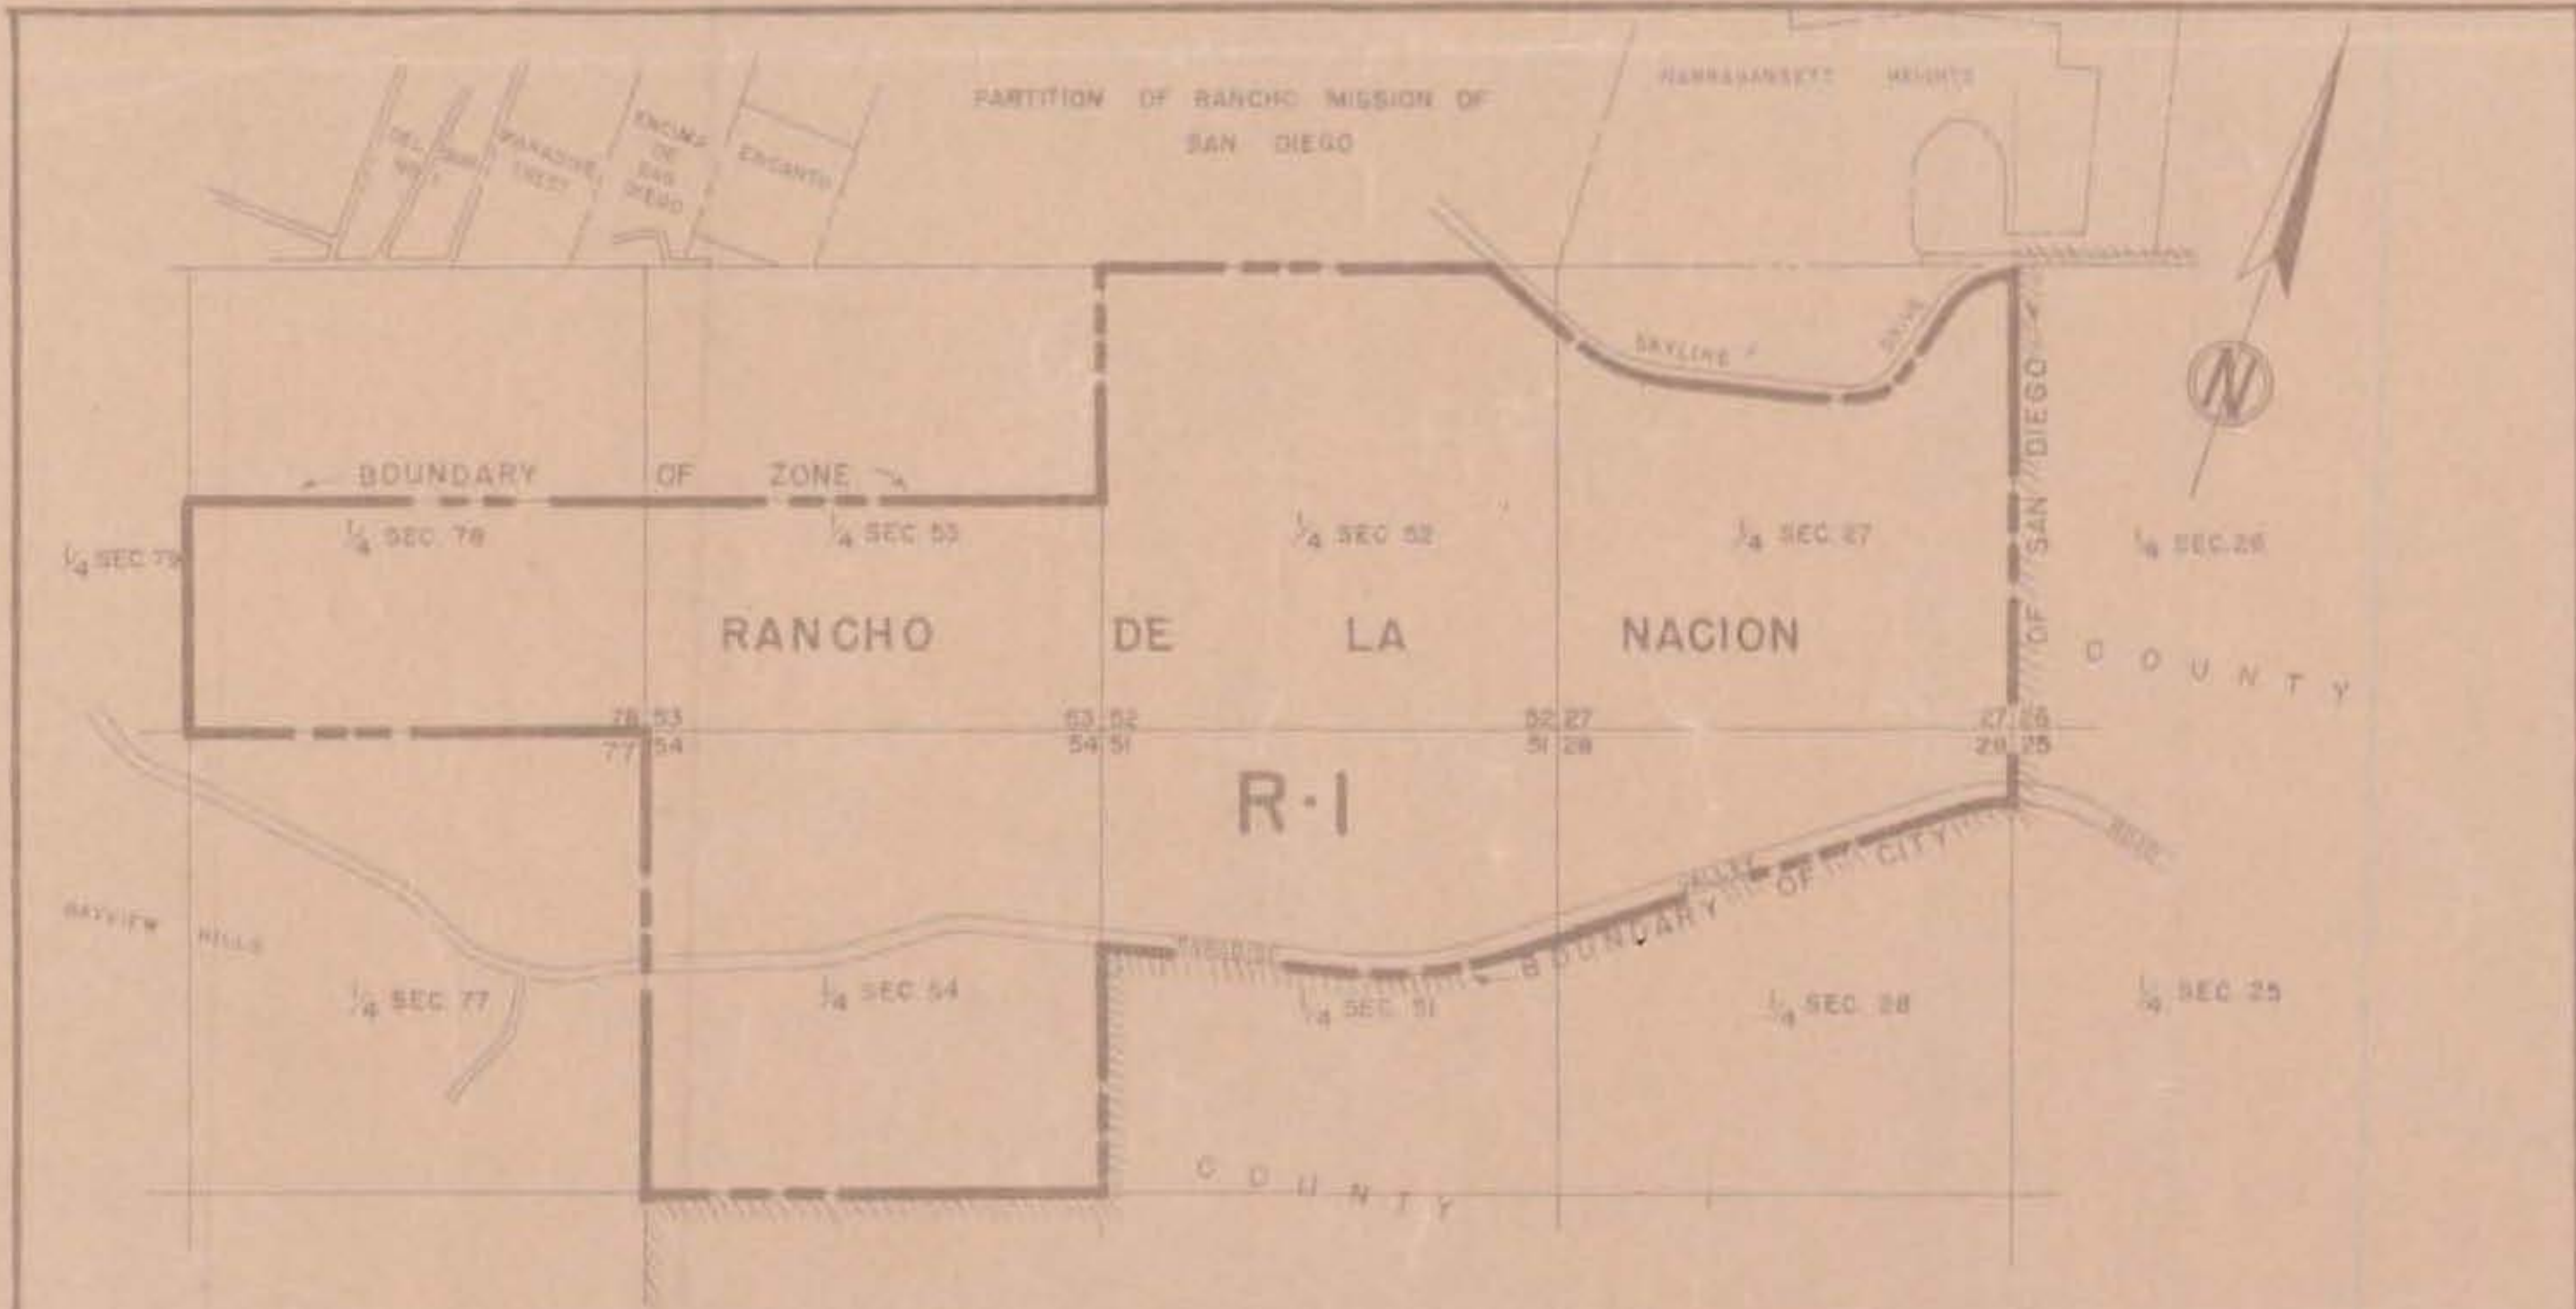 PARTITION OF RANCHO MISSION OF
SAN DIEGO
HEIGHTS
PARADISE
CREST
DE
SAN
DIEGO
ENCANTO
SKYLINE DRIVE
BOUNDARY OF ZONE
1/4 SEC 79
1/4 SEC. 78
1/4 SEC 53
1/4 SEC 52
1/4 SEC. 27
1/4 SEC. 26
N
OF SAN DIEGO
RANCHO DE LA NACION
COUNTY
78 53
77 54
53 52
54 51
52 27
51 28
27 26
28 25
R-1
PARADISE VALLEY
BOUNDARY OF CITY
BAYVIEW HILLS
1/4 SEC. 77
1/4 SEC. 54
1/4 SEC. 51
1/4 SEC. 28
1/4 SEC. 25
COUNTY